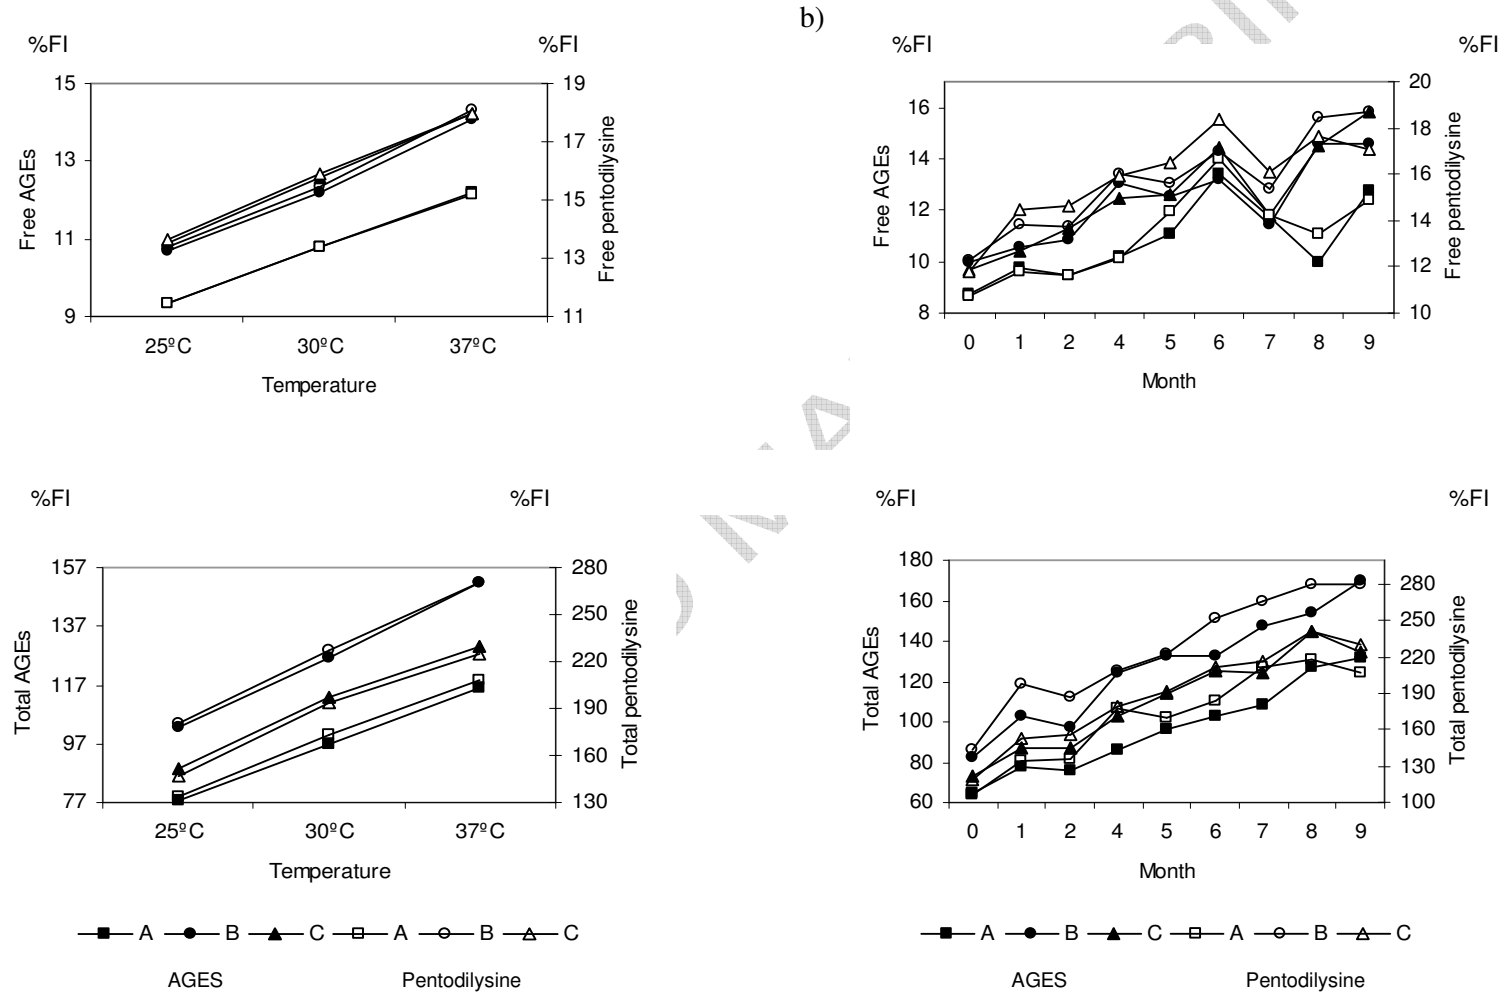 b)
%FI %FI
15 19
13 17
11 15
9 13
11
Free AGEs
Free pentodilysine
25ºC 30ºC 37ºC
Temperature
%FI %FI
16 20
14 18
12 16
10 14
8 12
10
Free AGEs
Free pentodilysine
0 1 2 4 5 6 7 8 9
Month
%FI %FI
157 280
137 250
117 220
97 190
77 160
130
Total AGEs
Total pentodilysine
25ºC 30ºC 37ºC
Temperature
A B C A B C
AGES Pentodilysine
%FI %FI
180 280
160 250
140 220
120 190
100 160
80 130
60 100
Total AGEs
Total pentodilysine
0 1 2 4 5 6 7 8 9
Month
A B C A B C
AGES Pentodilysine